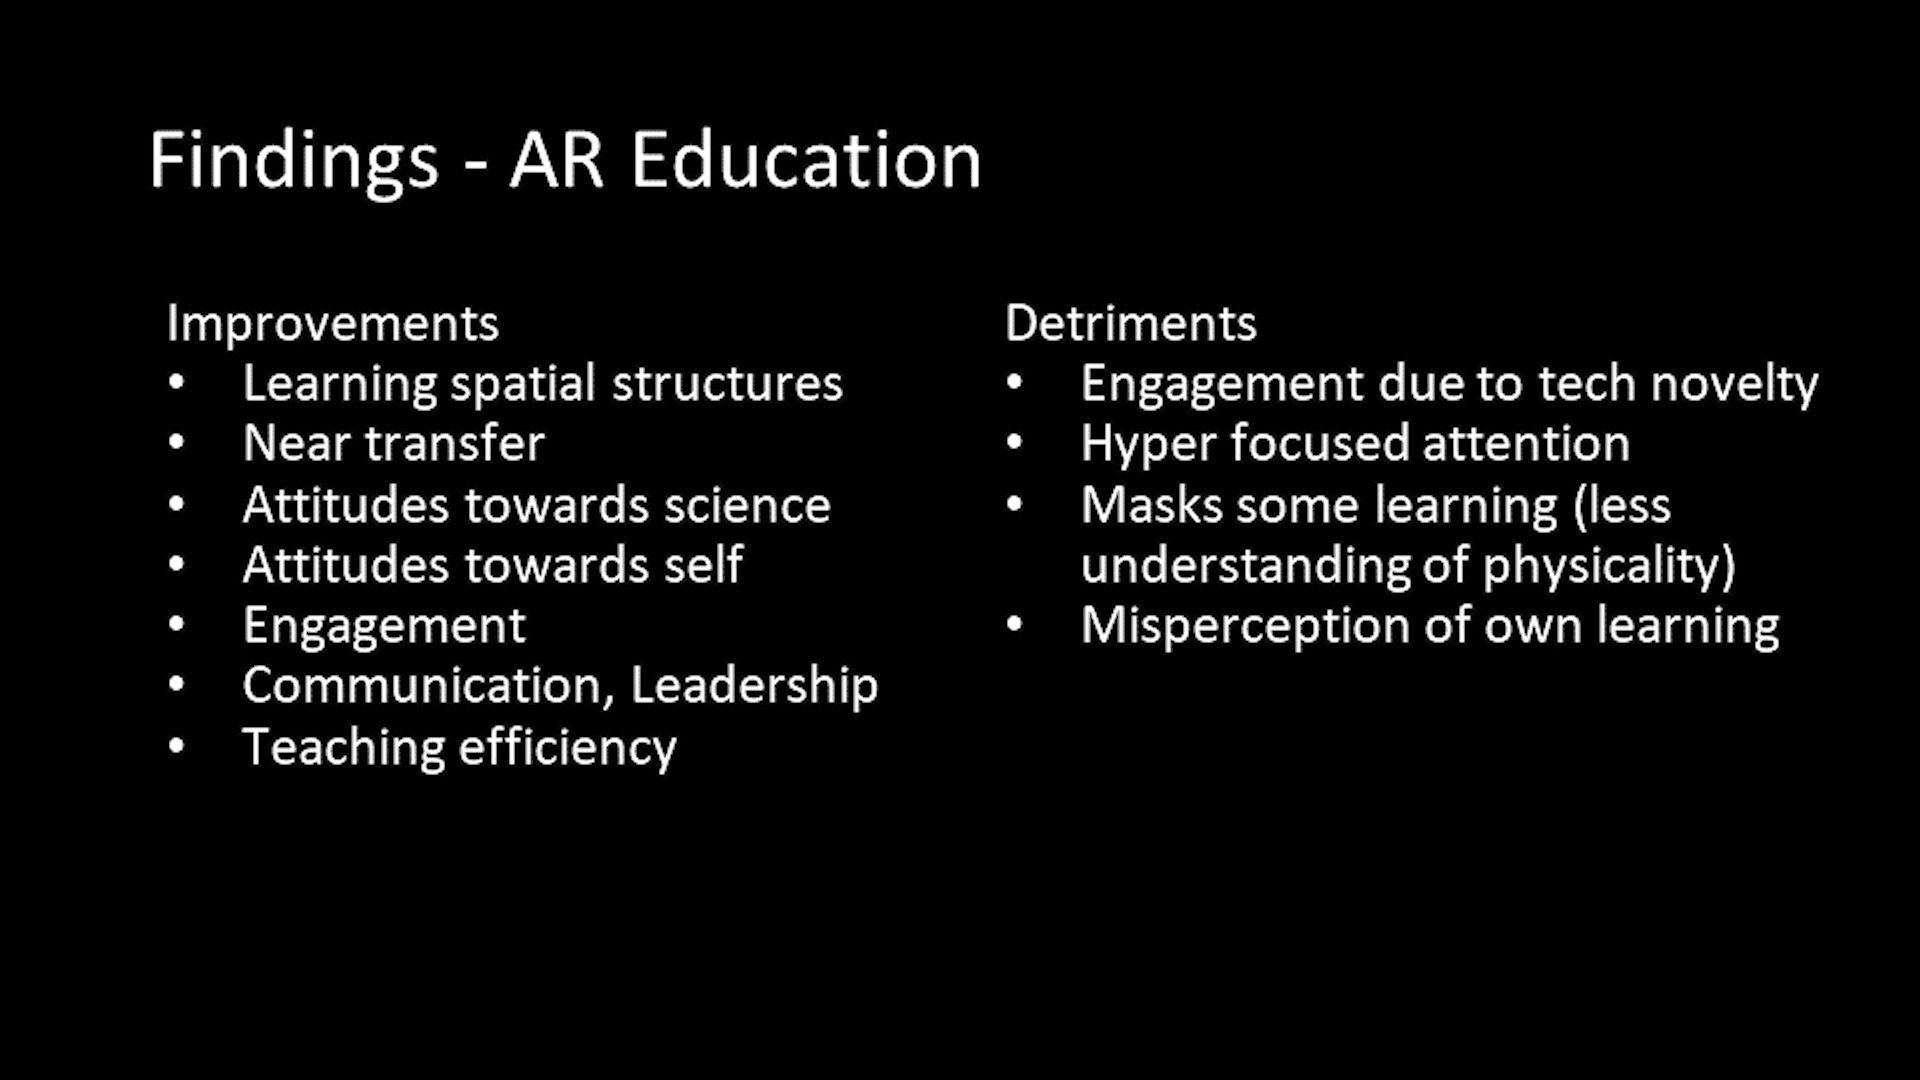 Findings - AR Education
Improvements
• Learning spatial structures
• Near transfer
• Attitudes towards science
• Attitudes towards self
• Engagement
• Communication, Leadership
• Teaching efficiency
Detriments
• Engagement due to tech novelty
• Hyper focused attention
• Masks some learning (less
understanding of physicality)
• Misperception of own learning